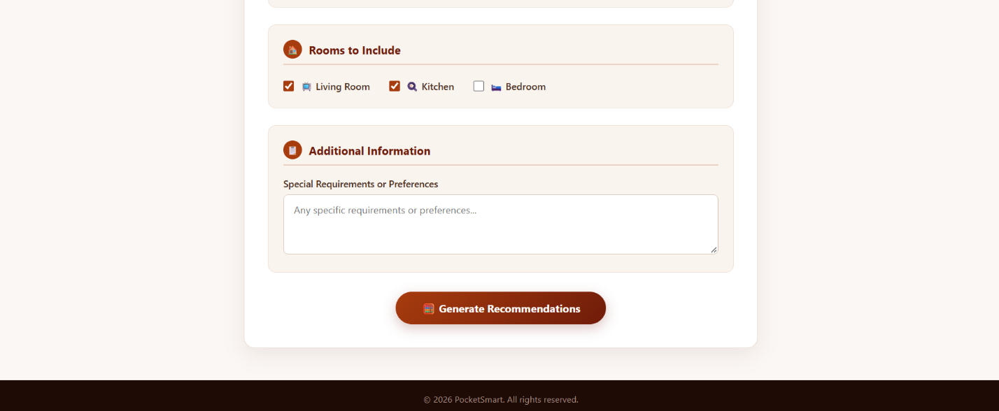 Rooms to Include
Living Room Kitchen Bedroom
Additional Information
Special Requirements or Preferences
Any specific requirements or preferences...
Generate Recommendations
© 2026 PocketSmart. All rights reserved.